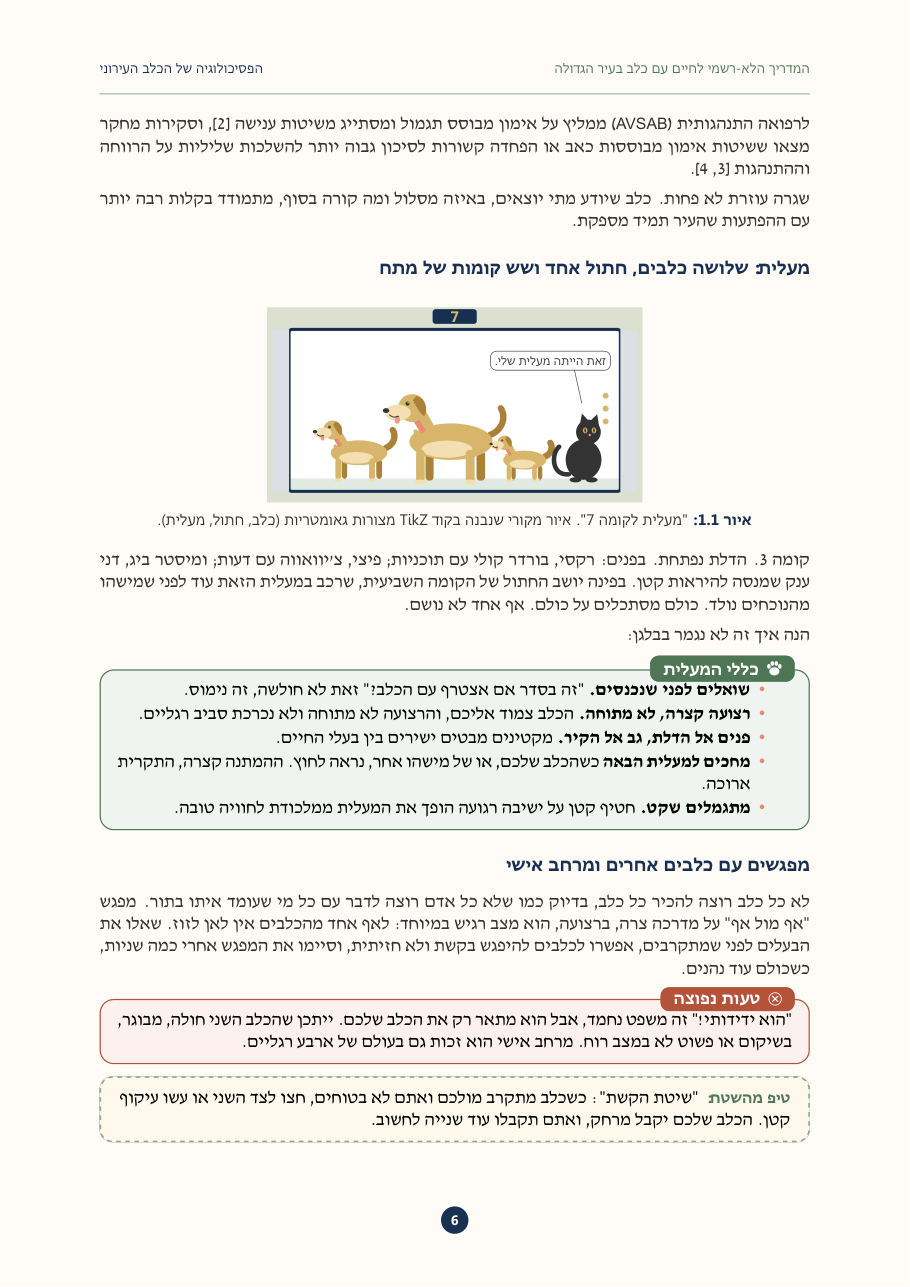 המדריך הלא-רשמי לחיים עם כלב בעיר הגדולה
הפסיכולוגיה של הכלב העירוני
לרפואה התנהגותית (AVSAB) ממליץ על אימון מבוסס תגמול ומסתייג משיטות ענישה [2], וסקירות מחקר
מצאו ששיטות אימון מבוססות כאב או הפחדה קשורות לסיכון גבוה יותר להשלכות שליליות על הרווחה
וההתנהגות [3, 4].
שגרה עוזרת לא פחות. כלב שיודע מתי יוצאים, באיזה מסלול ומה קורה בסוף, מתמודד בקלות רבה יותר
עם ההפתעות שהעיר תמיד מספקת.
מעלית: שלושה כלבים, חתול אחד ושש קומות של מתח
7
זאת הייתה מעלית שלי.
איור 1.1: "מעלית לקומה 7". איור מקורי שנבנה בקוד TikZ מצורות גאומטריות (כלב, חתול, מעלית).
קומה 3. הדלת נפתחת. בפנים: רקסי, בורדר קולי עם תוכניות; פיצי, צ׳יוואווה עם דעות; ומיסטר ביג, דני
ענק שמנסה להיראות קטן. בפינה יושב החתול של הקומה השביעית, שרכב במעלית הזאת עוד לפני שמישהו
מהנוכחים נולד. כולם מסתכלים על כולם. אף אחד לא נושם.
הנה איך זה לא נגמר בבלגן:
כללי המעלית
• שואלים לפני שנכנסים. "זה בסדר אם אצטרף עם הכלב?" זאת לא חולשה, זה נימוס.
• רצועה קצרה, לא מתוחה. הכלב צמוד אליכם, והרצועה לא מתוחה ולא נכרכת סביב רגליים.
• פנים אל הדלת, גב אל הקיר. מקטינים מבטים ישירים בין בעלי החיים.
• מחכים למעלית הבאה כשהכלב שלכם, או של מישהו אחר, נראה לחוץ. ההמתנה קצרה, התקרית
ארוכה.
• מתגמלים שקט. חטיף קטן על ישיבה רגועה הופך את המעלית ממלכודת לחוויה טובה.
מפגשים עם כלבים אחרים ומרחב אישי
לא כל כלב רוצה להכיר כל כלב, בדיוק כמו שלא כל אדם רוצה לדבר עם כל מי שעומד איתו בתור. מפגש
"אף מול אף" על מדרכה צרה, ברצועה, הוא מצב רגיש במיוחד: לאף אחד מהכלבים אין לאן לזוז. שאלו את
הבעלים לפני שמתקרבים, אפשרו לכלבים להיפגש בקשת ולא חזיתית, וסיימו את המפגש אחרי כמה שניות,
כשכולם עוד נהנים.
טעות נפוצה
"הוא ידידותי!" זה משפט נחמד, אבל הוא מתאר רק את הכלב שלכם. ייתכן שהכלב השני חולה, מבוגר,
בשיקום או פשוט לא במצב רוח. מרחב אישי הוא זכות גם בעולם של ארבע רגליים.
טיפ מהשטח: "שיטת הקשת": כשכלב מתקרב מולכם ואתם לא בטוחים, חצו לצד השני או עשו עיקוף
קטן. הכלב שלכם יקבל מרחק, ואתם תקבלו עוד שנייה לחשוב.
6